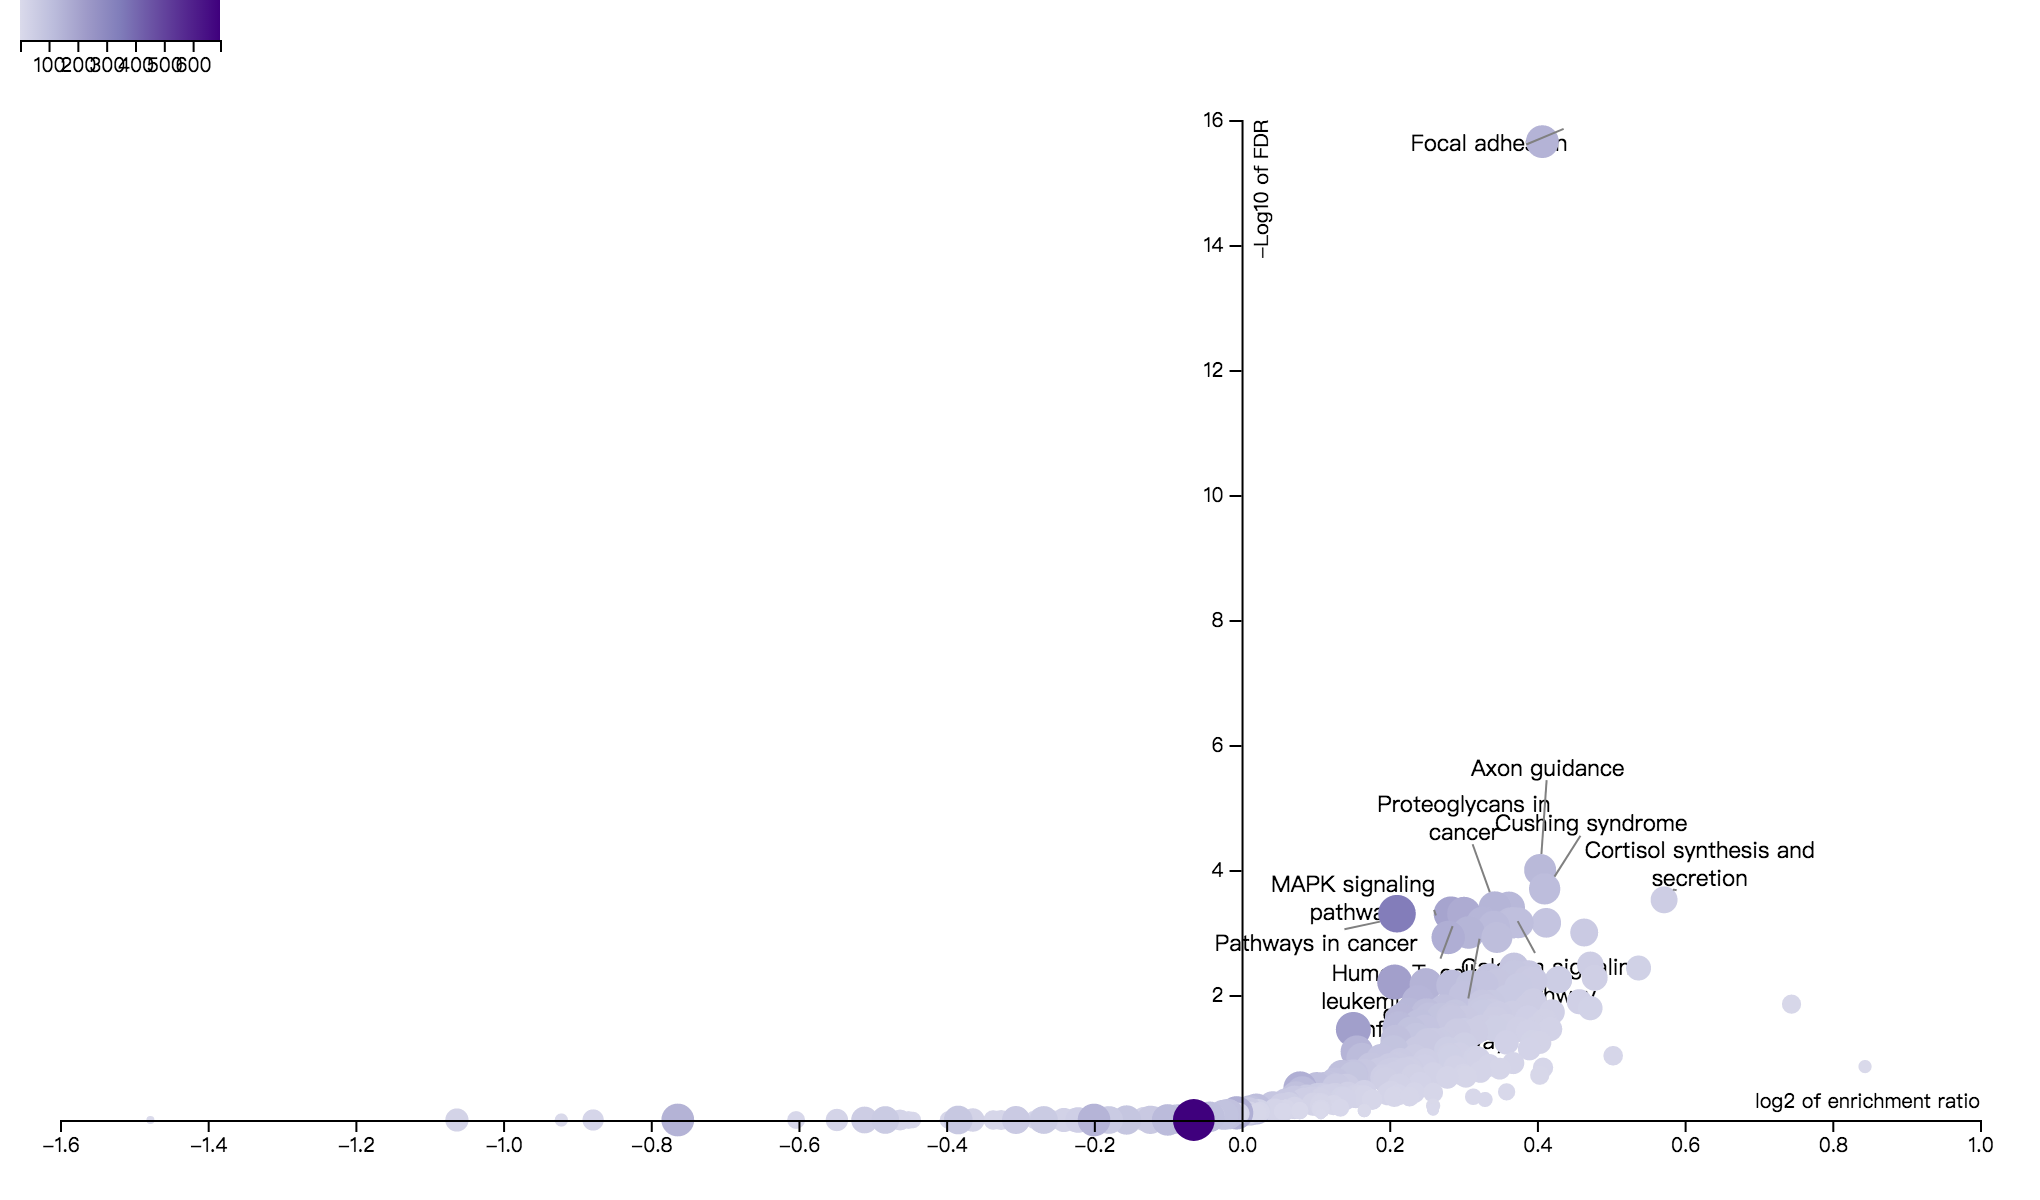 100 200 300 400 500 600
16
Focal adhesion
−Log10 of FDR
14
12
10
8
6
Axon guidance
Proteoglycans in
cancer
Cushing syndrome
Cortisol synthesis and
secretion
4
MAPK signaling
pathway
Pathways in cancer
2
log2 of enrichment ratio
−1.6 −1.4 −1.2 −1.0 −0.8 −0.6 −0.4 −0.2 0.0 0.2 0.4 0.6 0.8 1.0